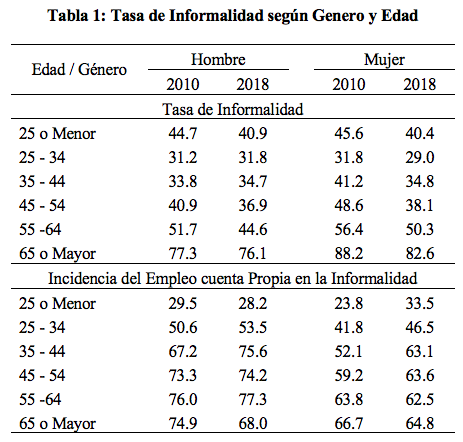 Tabla 1: Tasa de Informalidad según Genero y Edad
Edad / Género Hombre Mujer
2010 2018 2010 2018
Tasa de Informalidad
25 o Menor 44.7 40.9 45.6 40.4
25 - 34 31.2 31.8 31.8 29.0
35 - 44 33.8 34.7 41.2 34.8
45 - 54 40.9 36.9 48.6 38.1
55 -64 51.7 44.6 56.4 50.3
65 o Mayor 77.3 76.1 88.2 82.6
Incidencia del Empleo cuenta Propia en la Informalidad
25 o Menor 29.5 28.2 23.8 33.5
25 - 34 50.6 53.5 41.8 46.5
35 - 44 67.2 75.6 52.1 63.1
45 - 54 73.3 74.2 59.2 63.6
55 -64 76.0 77.3 63.8 62.5
65 o Mayor 74.9 68.0 66.7 64.8